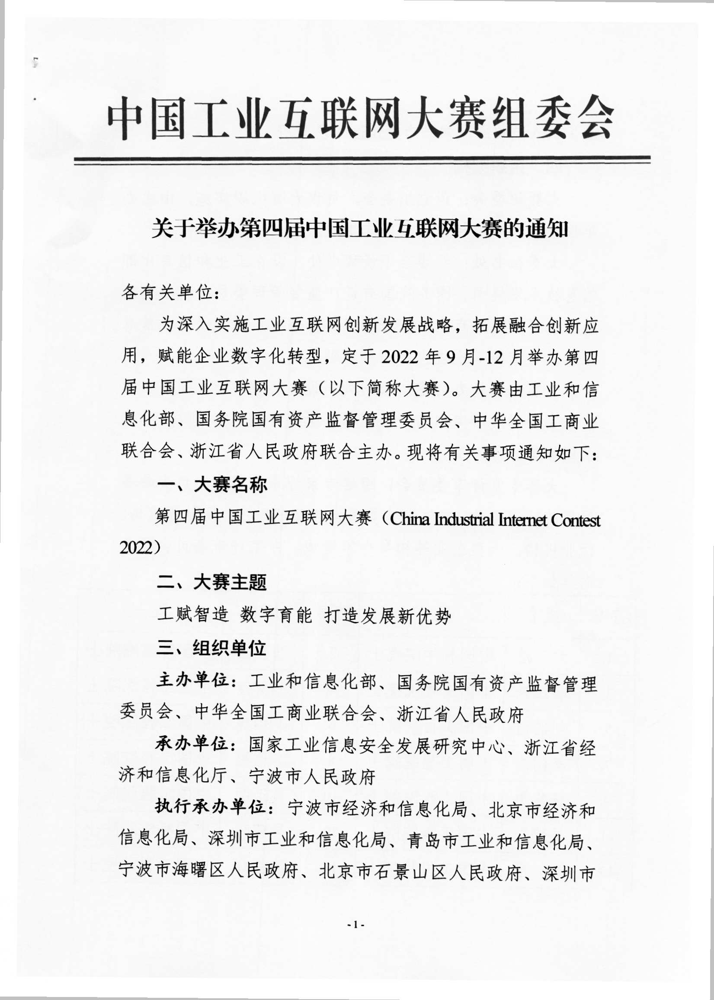 中国工业互联网大赛组委会
关于举办第四届中国工业互联网大赛的通知
各有关单位：
为深入实施工业互联网创新发展战略，拓展融合创新应
用，赋能企业数字化转型，定于 2022 年 9 月-12 月举办第四
届中国工业互联网大赛（以下简称大赛）。大赛由工业和信
息化部、国务院国有资产监督管理委员会、中华全国工商业
联合会、浙江省人民政府联合主办。现将有关事项通知如下：
一、大赛名称
第四届中国工业互联网大赛（China Industrial Internet Contest
2022）
二、大赛主题
工赋智造 数字育能 打造发展新优势
三、组织单位
主办单位：工业和信息化部、国务院国有资产监督管理
委员会、中华全国工商业联合会、浙江省人民政府
承办单位：国家工业信息安全发展研究中心、浙江省经
济和信息化厅、宁波市人民政府
执行承办单位：宁波市经济和信息化局、北京市经济和
信息化局、深圳市工业和信息化局、青岛市工业和信息化局、
宁波市海曙区人民政府、北京市石景山区人民政府、深圳市
- 1 -